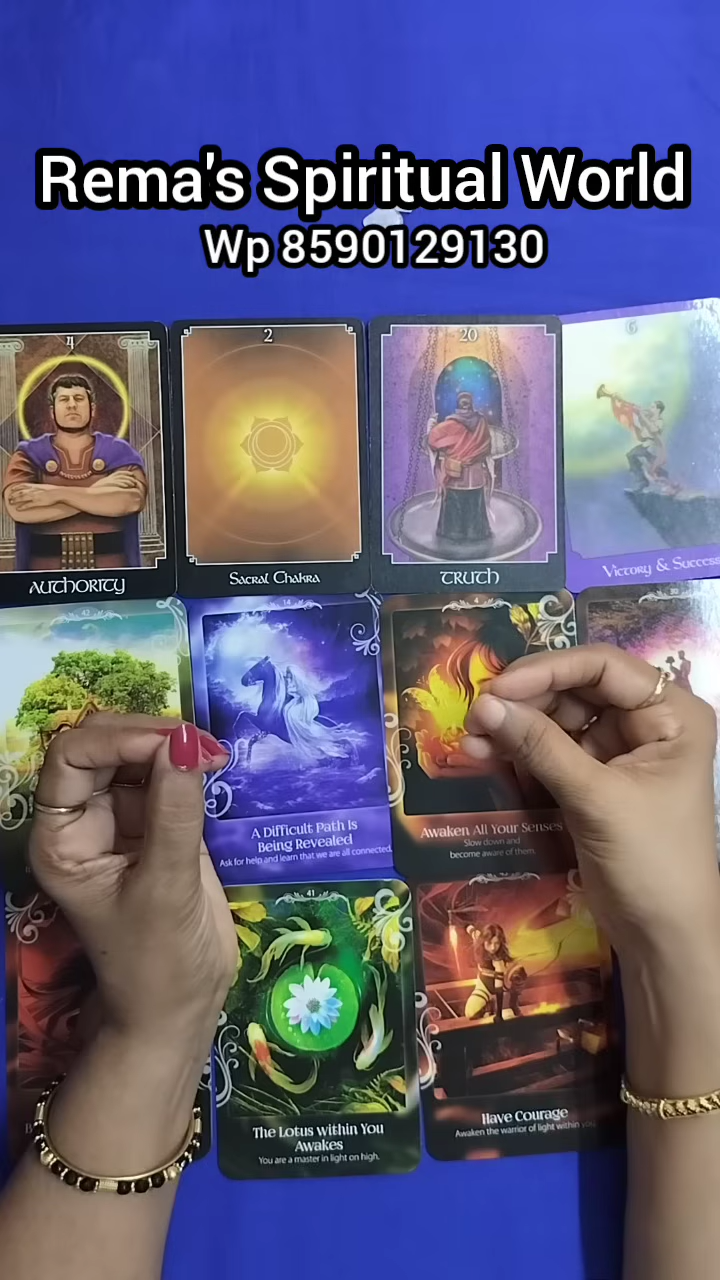 Rema's Spiritual World
Wp 8590129130
4
2
20
6
AUTHORITY
Sacral Chakra
TRUTH
Victory & Success
42
14
4
30
A Difficult Path Is
Being Revealed
Ask for help and learn that we are all connected.
Awaken All Your Senses
Slow down and
become aware of them.
41
The Lotus within You
Awakes
You are a master in light on high.
Have Courage
Awaken the warrior of light within you.